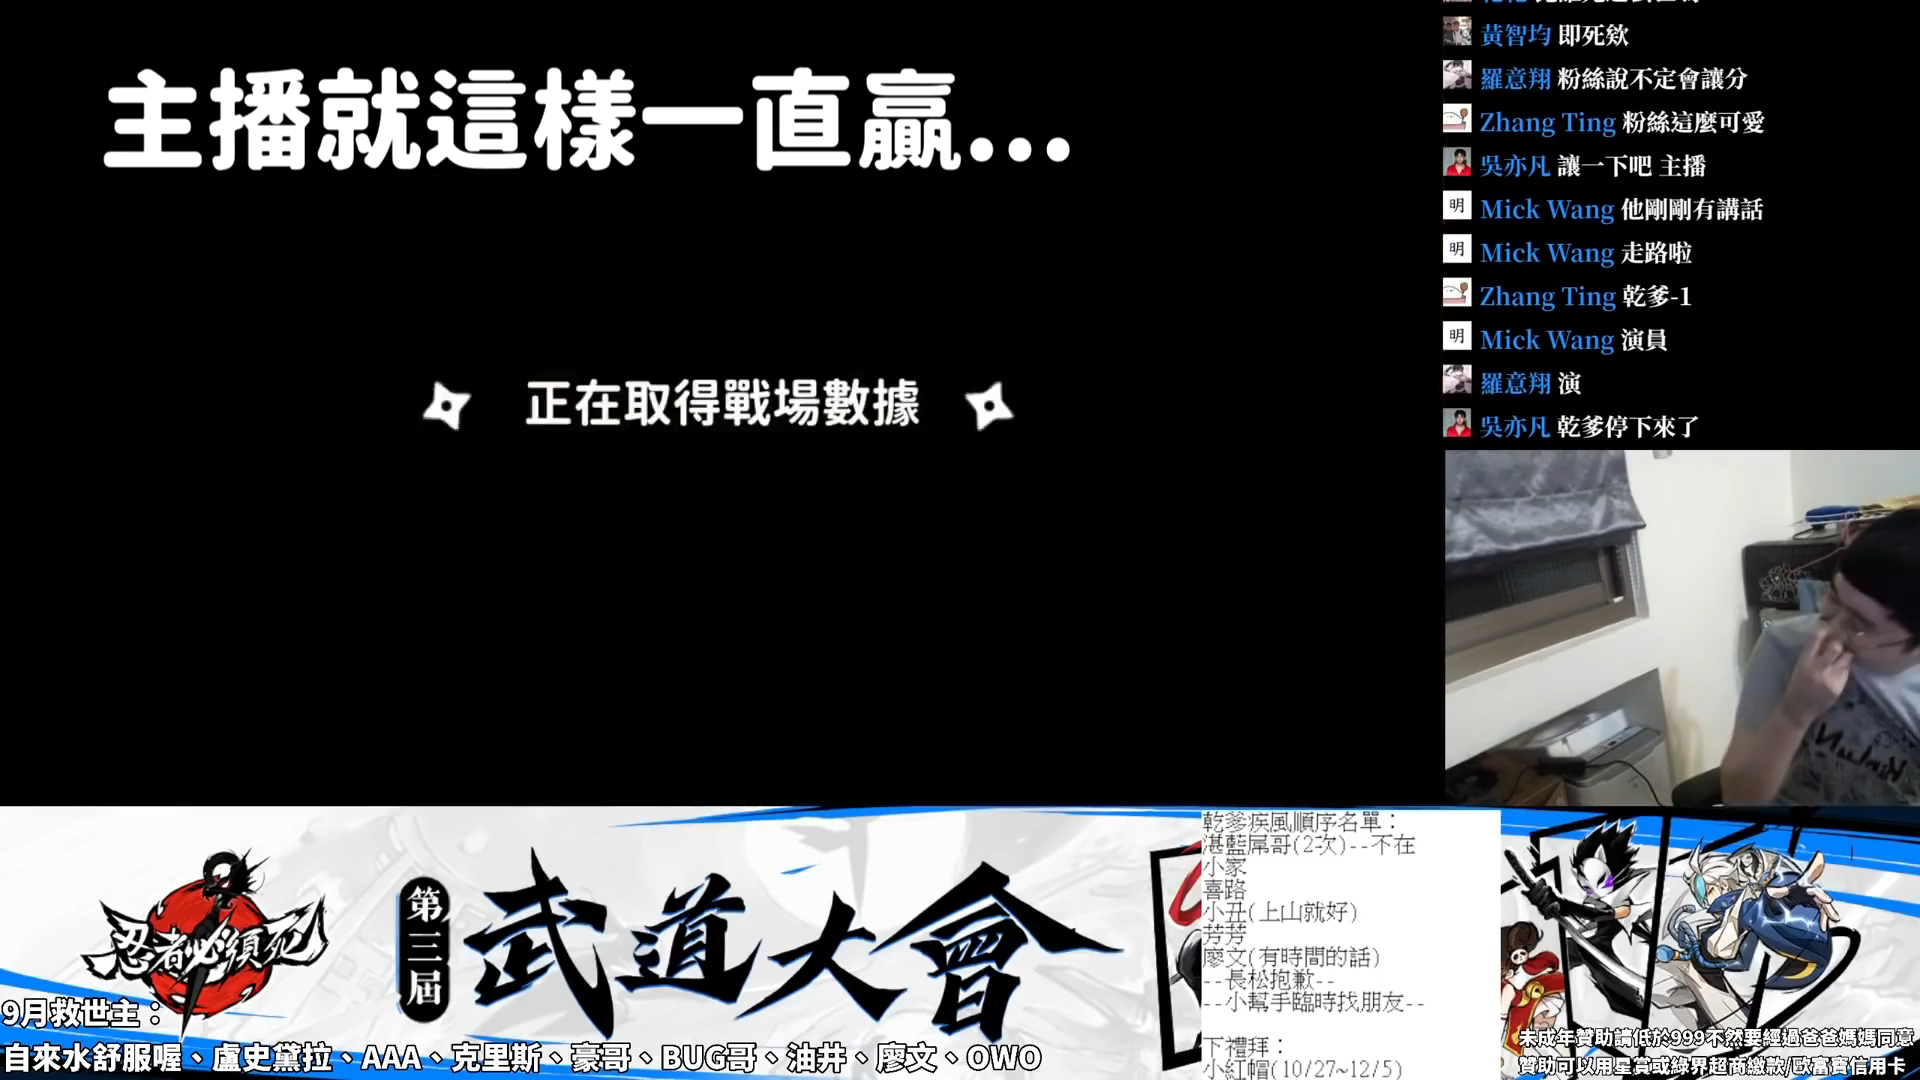 主播就這樣一直贏...
正在取得戰場數據
黃智均 即死欸
羅意翔 粉絲說不定會讓分
Zhang Ting 粉絲這麼可愛
吳亦凡 讓一下吧 主播
明 Mick Wang 他剛剛有講話
明 Mick Wang 走路啦
Zhang Ting 乾爹-1
明 Mick Wang 演員
羅意翔 演
吳亦凡 乾爹停下來了
忍者必須死
第三屆
武道大會
9月救世主：
自來水舒服喔、盧史黛拉、AAA、克里斯、豪哥、BUG哥、油井、廖文、OWO
乾爹疾風順序名單：
湛藍屌哥(2次)--不在
小家
喜路
小丑(上山就好)
芳芳
廖文(有時間的話)
--長松抱歉--
--小幫手臨時找朋友--
下禮拜：
小紅帽(10/27~12/5)
未成年贊助請低於999不然要經過爸爸媽媽同意
贊助可以用星賞或綠界超商繳款/歐富寶信用卡